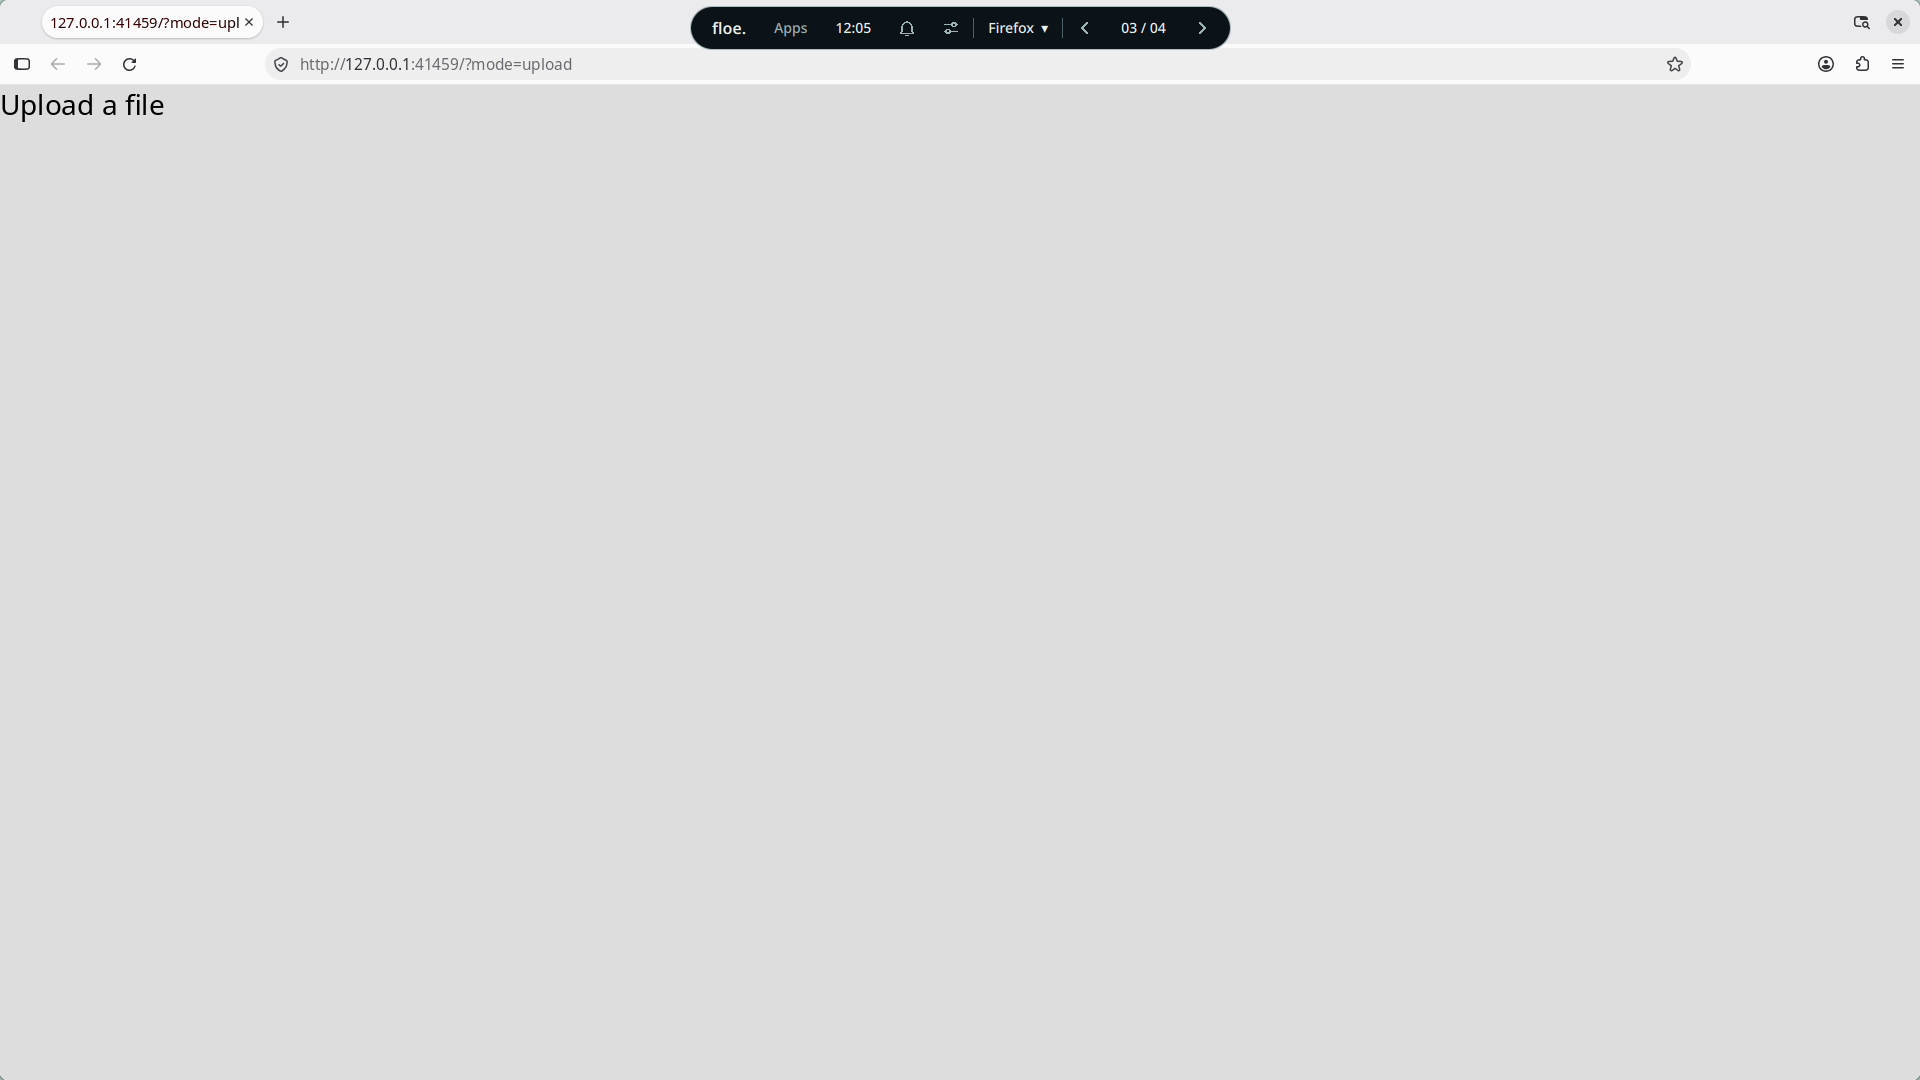 127.0.0.1:41459/?mode=upl
floe. Apps 12:05 Firefox ▾ 03 / 04
http://127.0.0.1:41459/?mode=upload
Upload a file